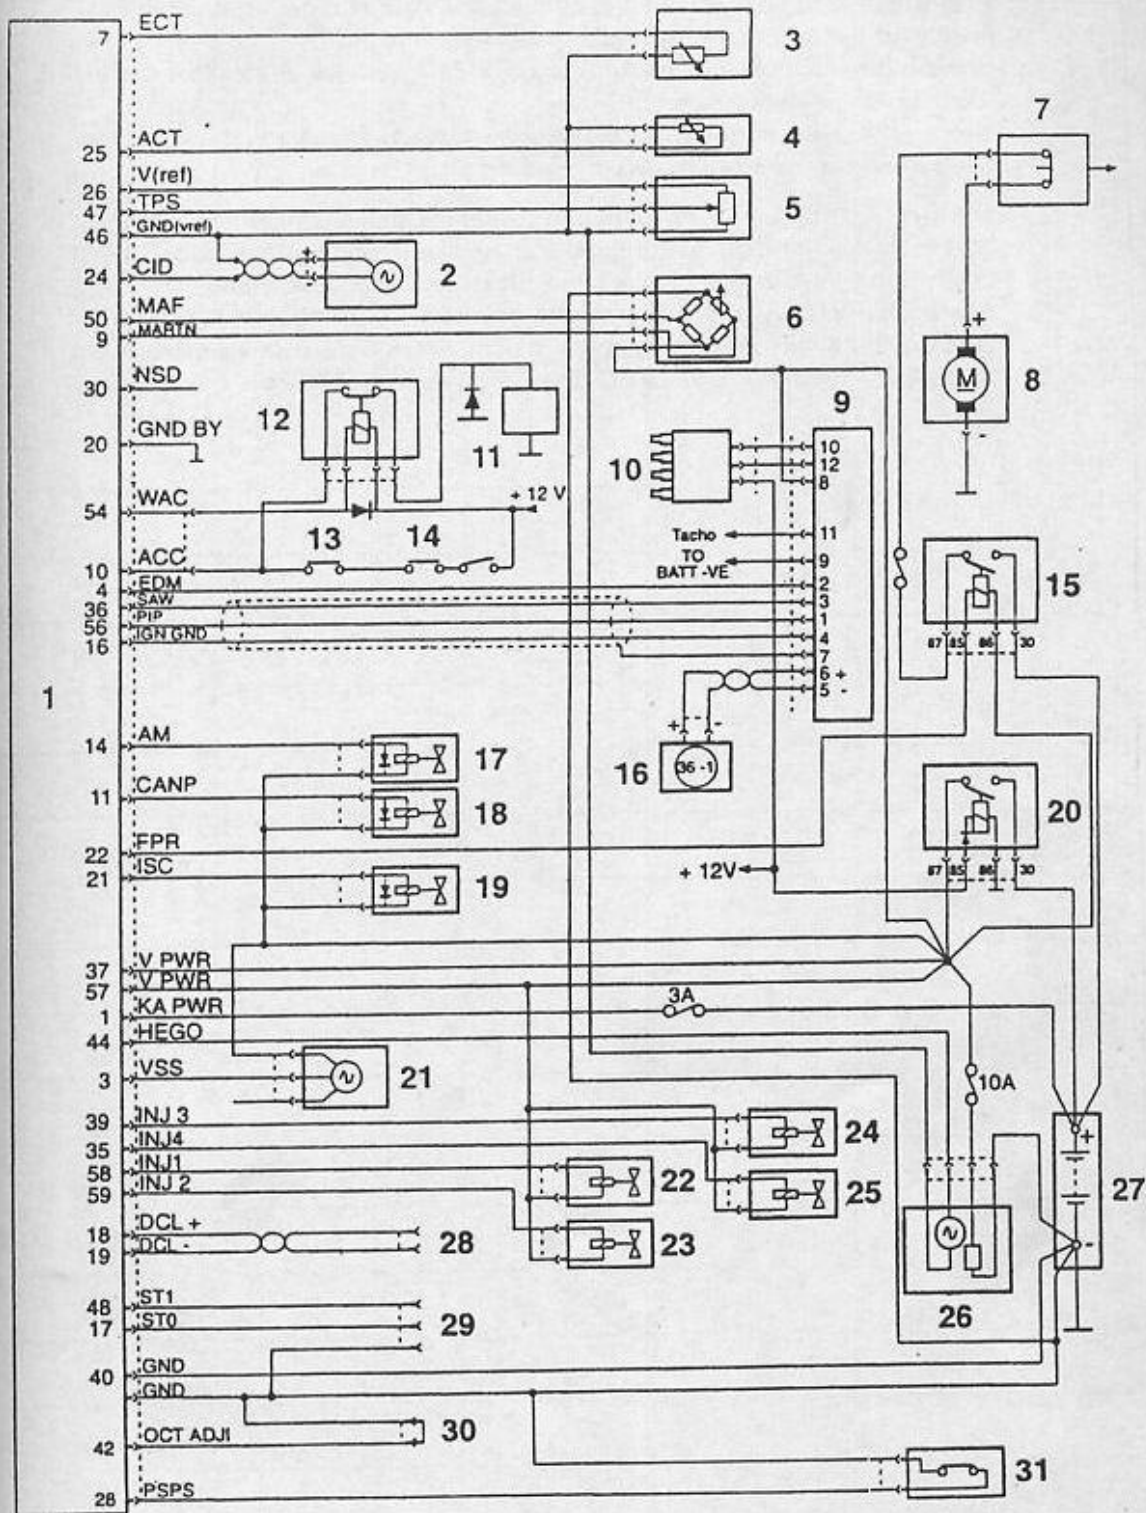 ECT
7
3
ACT
25
4
7
V(ref)
26
TPS
47
5
GND(vref)
46
CID
24
+
-
2
MAF
50
6
MARTN
9
+
M
8
-
NSD
30
12
9
GND BY
20
11
10
10
12
8
WAC
54
+ 12 V
13
14
Tacho
11
ACC
10
TO
BATT -VE
9
15
EDM
4
2
SAW
36
3
PIP
56
1
IGN GND
16
4
7
87 85 86 30
1
6 +
5 -
+ -
16
36 -1
AM
14
17
CANP
11
18
20
FPR
22
ISC
21
19
+ 12V
87 85 86 30
V PWR
37
V PWR
57
KA PWR
1
3A
HEGO
44
VSS
3
21
10A
INJ 3
39
24
+
INJ4
35
INJ1
58
22
25
27
INJ 2
59
DCL +
18
23
-
DCL -
19
28
26
ST1
48
ST0
17
29
GND
40
GND
OCT ADJI
42
30
31
PSPS
28